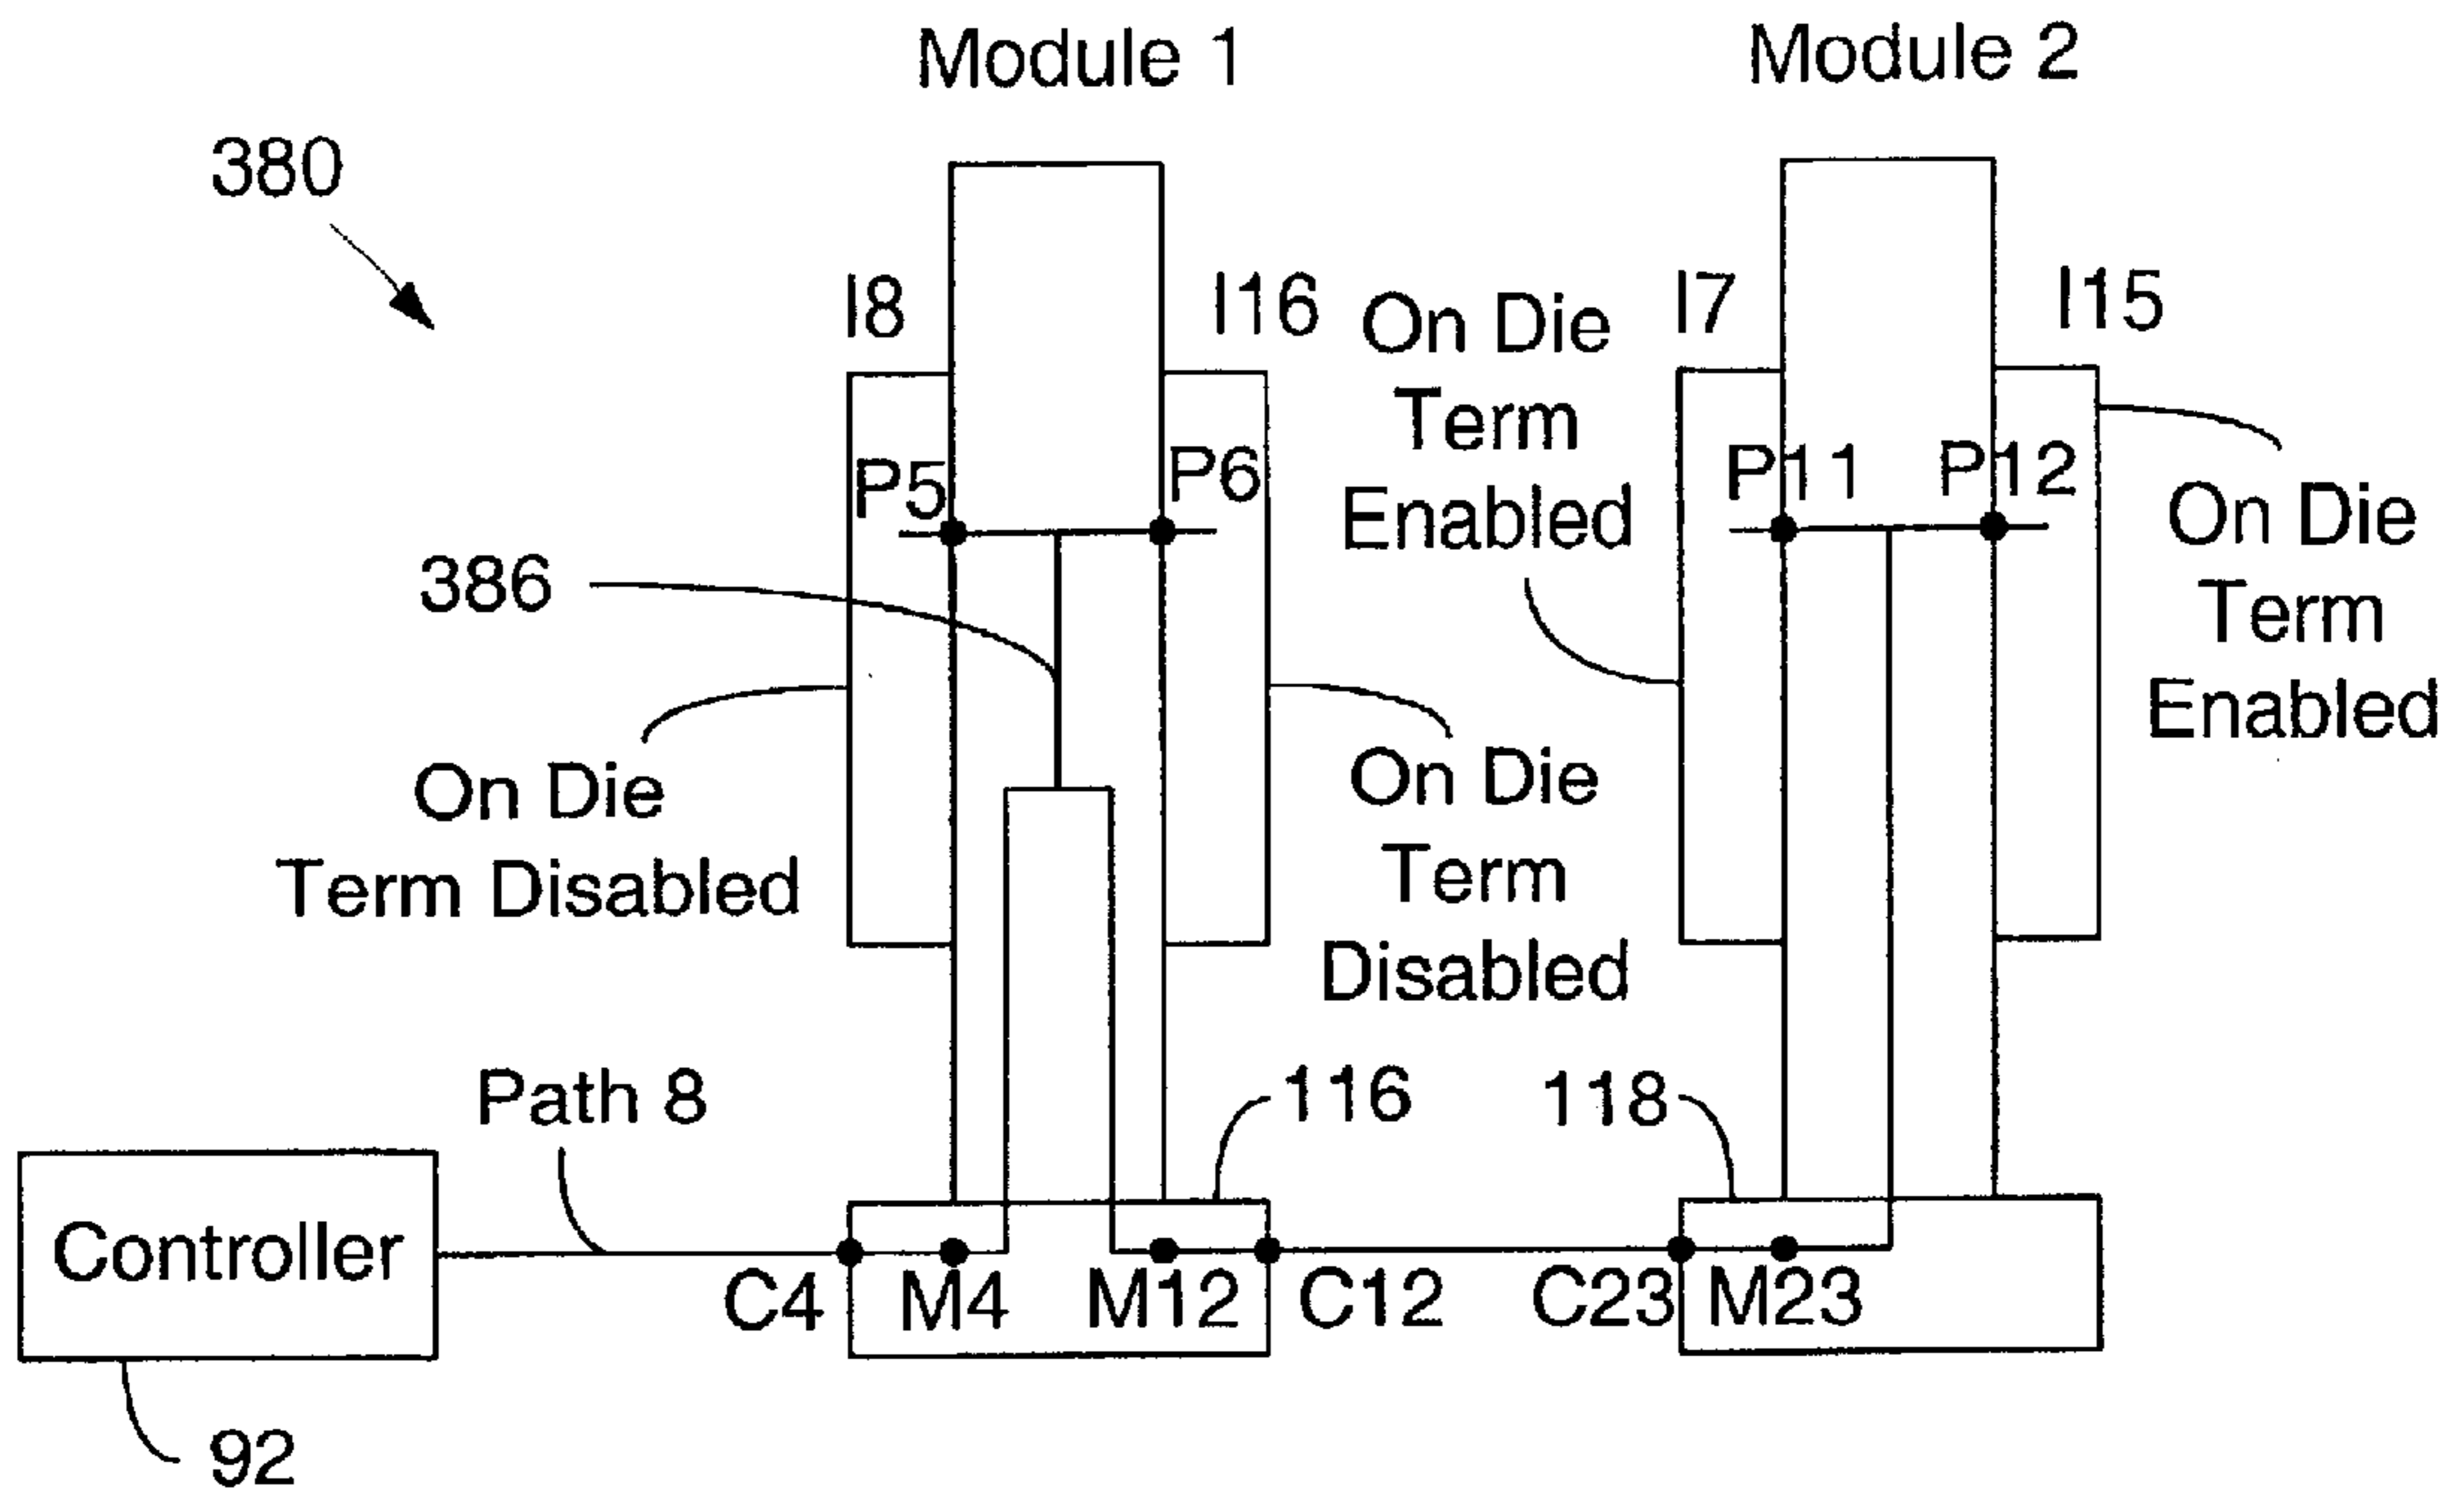 Module 1
Module 2
380
I8
I16
On Die
Term
Enabled
I7
I15
P5
P6
P11
P12
On Die
Term
Enabled
386
On Die
Term Disabled
On Die
Term
Disabled
Path 8
116
118
Controller
C4
M4
M12
C12
C23
M23
92